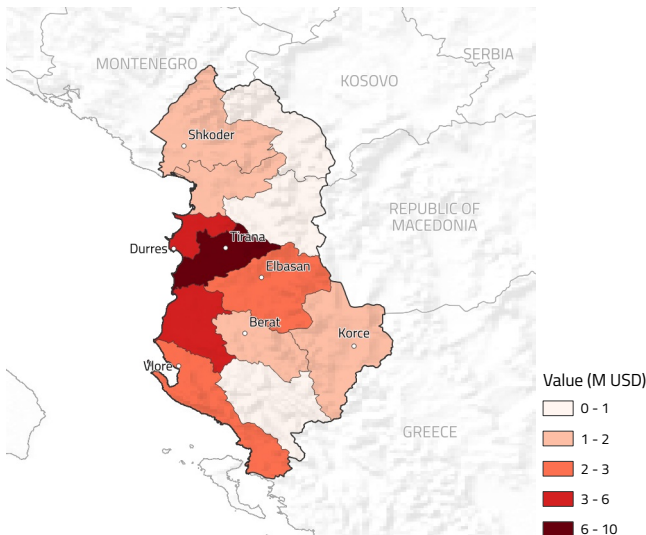 MONTENEGRO
SERBIA
KOSOVO
Shkoder
REPUBLIC OF
MACEDONIA
Durres
Tirana
Elbasan
Berat
Korce
Vlore
GREECE
Value (M USD)
0 - 1
1 - 2
2 - 3
3 - 6
6 - 10